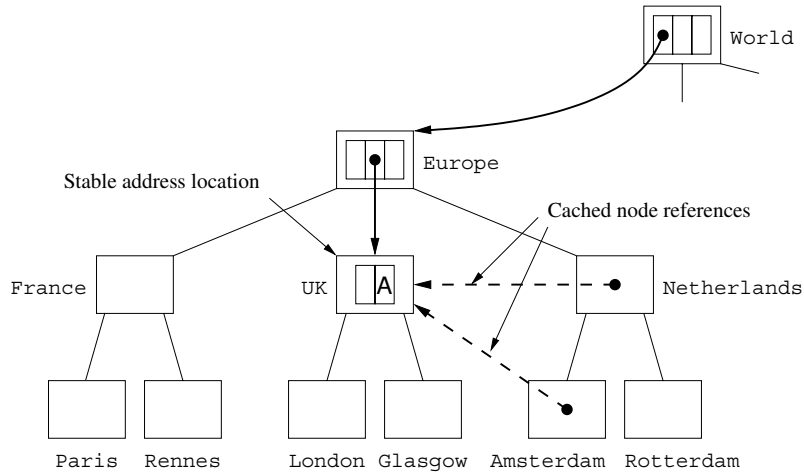 World
Europe
Stable address location
Cached node references
France
UK
A
Netherlands
Paris
Rennes
London
Glasgow
Amsterdam
Rotterdam